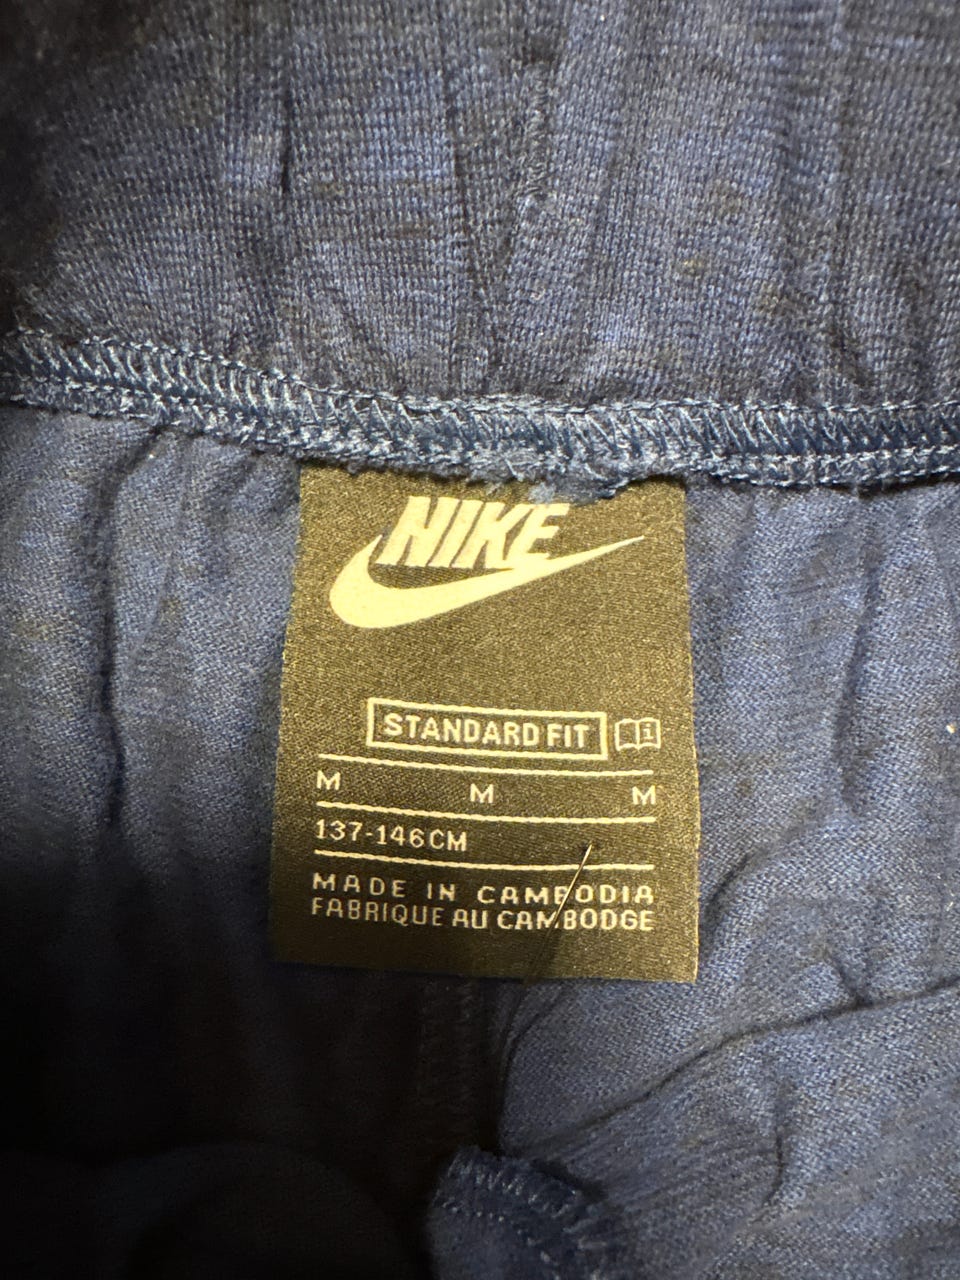 NIKE
STANDARD FIT
M M M
137-146CM
MADE IN CAMBODIA
FABRIQUE AU CAMBODGE